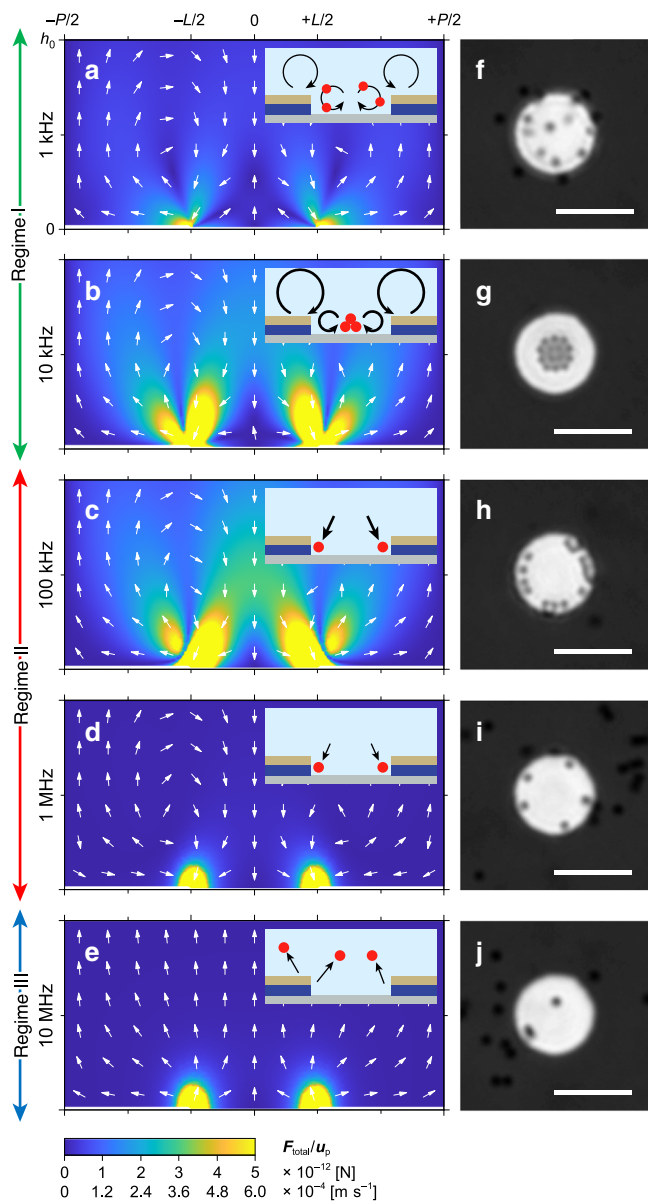 −P/2 −L/2 0 +L/2 +P/2
h0
a
f
1 kHz
0
Regime I
b
g
10 kHz
c
h
100 kHz
Regime II
d
i
1 MHz
e
j
10 MHz
Regime III
Ftotal/up
0 1 2 3 4 5 × 10−12 [N]
0 1.2 2.4 3.6 4.8 6.0 × 10−4 [m s−1]